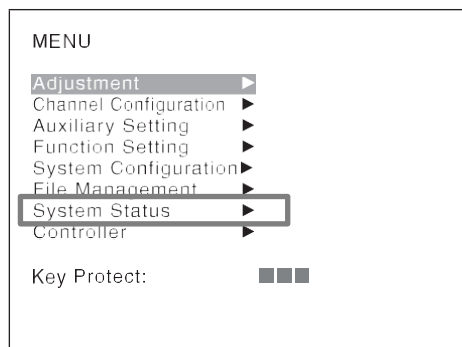 MENU
Adjustment ▶
Channel Configuration ▶
Auxiliary Setting ▶
Function Setting ▶
System Configuration▶
File Management ▶
System Status ▶
Controller ▶
Key Protect: ■■■